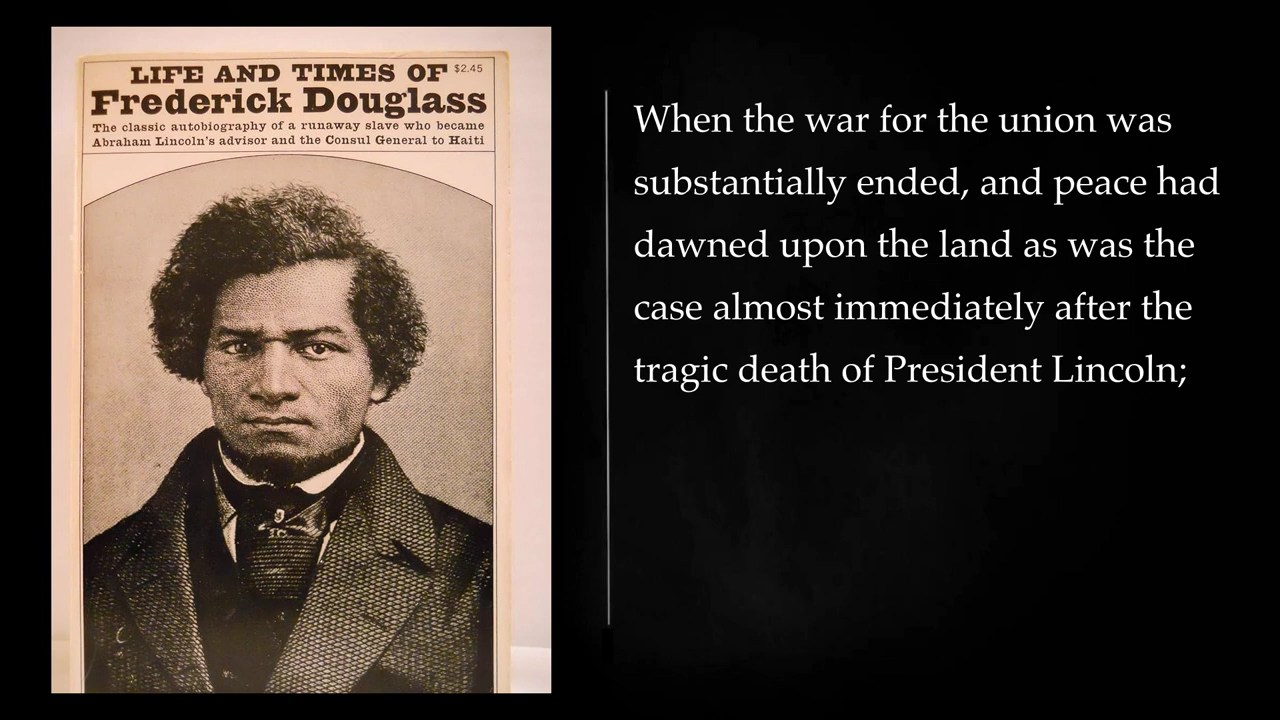 LIFE AND TIMES OF $2.45
Frederick Douglass
The classic autobiography of a runaway slave who became
Abraham Lincoln's advisor and the Consul General to Haiti
When the war for the union was
substantially ended, and peace had
dawned upon the land as was the
case almost immediately after the
tragic death of President Lincoln;